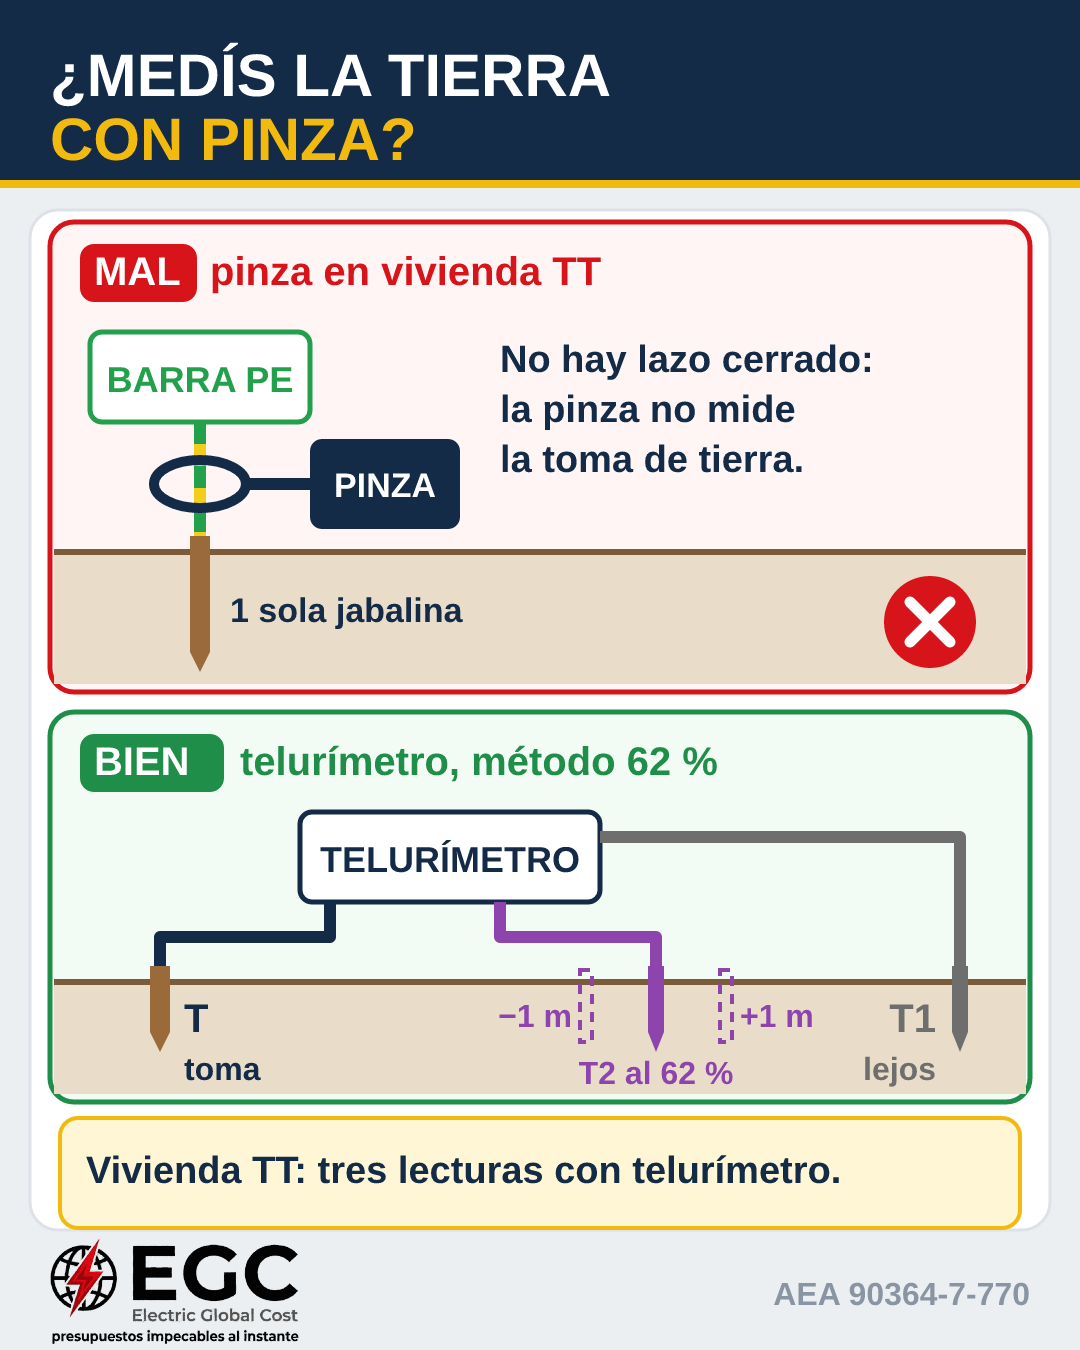 ¿MEDÍS LA TIERRA
CON PINZA?
MAL pinza en vivienda TT
BARRA PE
No hay lazo cerrado:
la pinza no mide
la toma de tierra.
PINZA
1 sola jabalina
BIEN telurímetro, método 62 %
TELURÍMETRO
T
toma
−1 m
+1 m
T2 al 62 %
T1
lejos
Vivienda TT: tres lecturas con telurímetro.
EGC
Electric Global Cost
presupuestos impecables al instante
AEA 90364-7-770